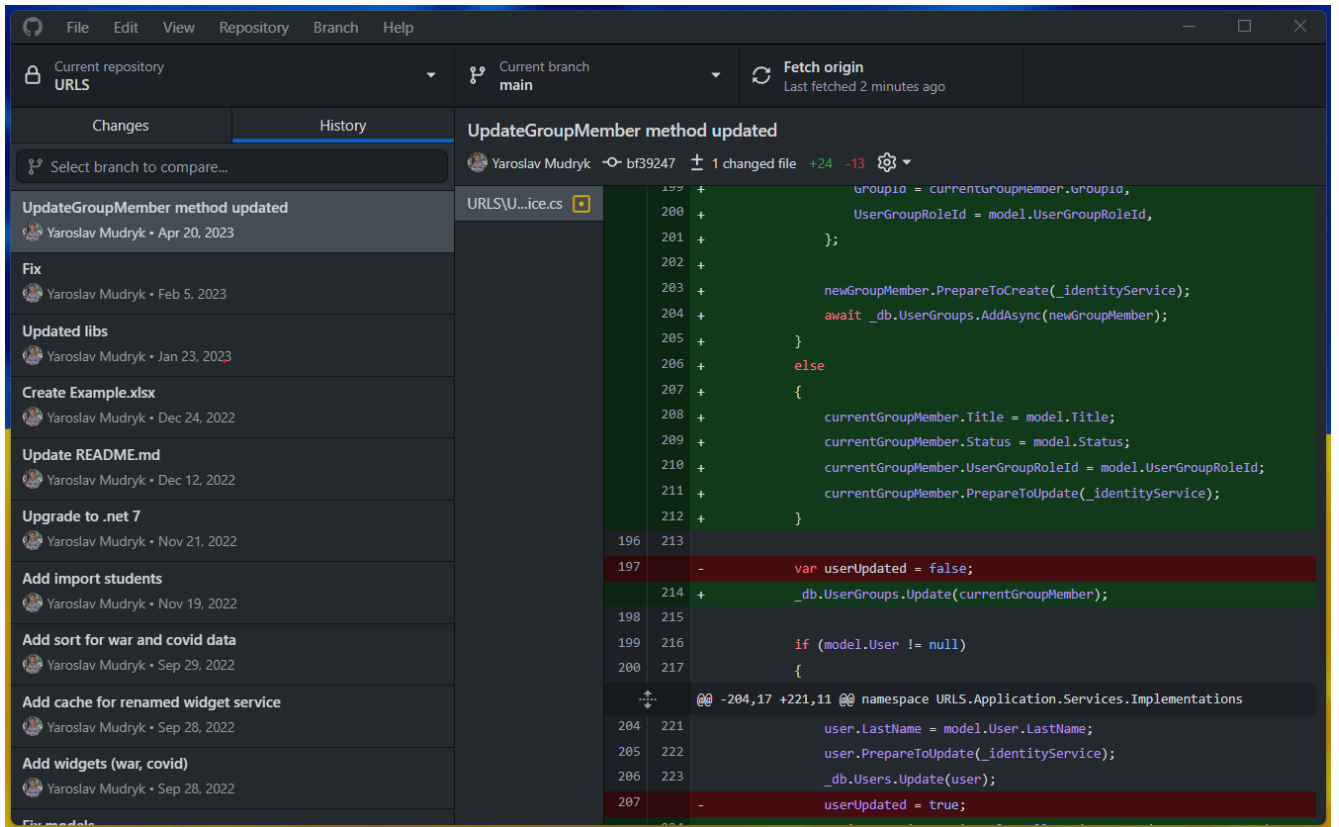 File Edit View Repository Branch Help
Current repository
URLS
Current branch
main
Fetch origin
Last fetched 2 minutes ago
Changes History
Select branch to compare...
UpdateGroupMember method updated
Yaroslav Mudryk • Apr 20, 2023
Fix
Yaroslav Mudryk • Feb 5, 2023
Updated libs
Yaroslav Mudryk • Jan 23, 2023
Create Example.xlsx
Yaroslav Mudryk • Dec 24, 2022
Update README.md
Yaroslav Mudryk • Dec 12, 2022
Upgrade to .net 7
Yaroslav Mudryk • Nov 21, 2022
Add import students
Yaroslav Mudryk • Nov 19, 2022
Add sort for war and covid data
Yaroslav Mudryk • Sep 29, 2022
Add cache for renamed widget service
Yaroslav Mudryk • Sep 28, 2022
Add widgets (war, covid)
Yaroslav Mudryk • Sep 28, 2022
Fix models
UpdateGroupMember method updated
Yaroslav Mudryk bf39247 1 changed file +24 -13
URLS\U...ice.cs
199 + GroupId = currentGroupMember.GroupId,
200 + UserGroupRoleId = model.UserGroupRoleId,
201 + };
202 +
203 + newGroupMember.PrepareToCreate(_identityService);
204 + await _db.UserGroups.AddAsync(newGroupMember);
205 + }
206 + else
207 + {
208 + currentGroupMember.Title = model.Title;
209 + currentGroupMember.Status = model.Status;
210 + currentGroupMember.UserGroupRoleId = model.UserGroupRoleId;
211 + currentGroupMember.PrepareToUpdate(_identityService);
212 + }
196 213
197 - var userUpdated = false;
214 + _db.UserGroups.Update(currentGroupMember);
198 215
199 216 if (model.User != null)
200 217 {
@@ -204,17 +221,11 @@ namespace URLS.Application.Services.Implementations
204 221 user.LastName = model.User.LastName;
205 222 user.PrepareToUpdate(_identityService);
206 223 _db.Users.Update(user);
207 - userUpdated = true;